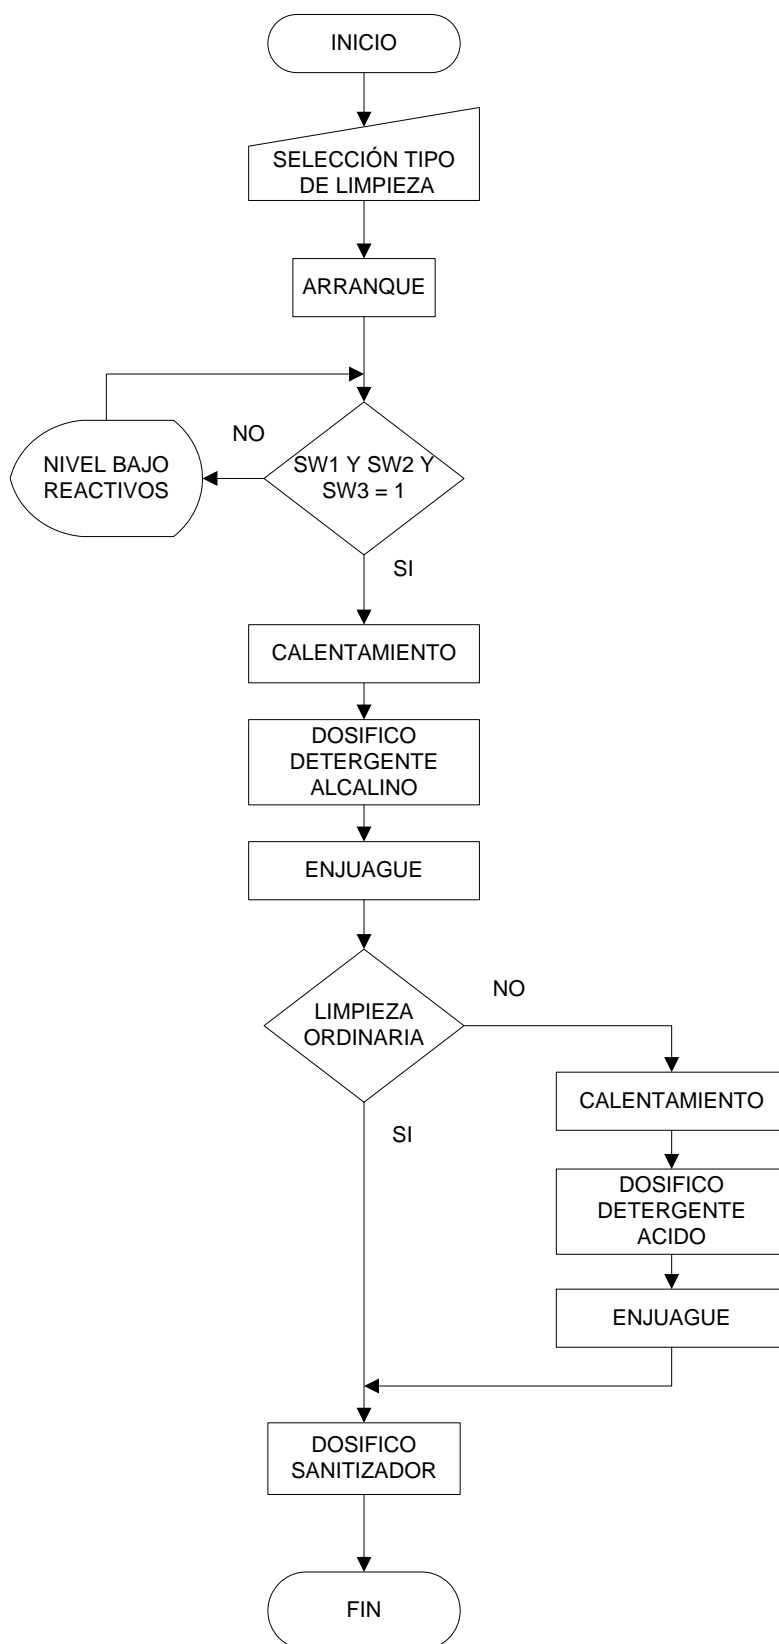 INICIO
SELECCIÓN TIPO
DE LIMPIEZA
ARRANQUE
NO
SW1 Y SW2 Y
SW3 = 1
NIVEL BAJO
REACTIVOS
SI
CALENTAMIENTO
DOSIFICO
DETERGENTE
ALCALINO
ENJUAGUE
LIMPIEZA
ORDINARIA
NO
CALENTAMIENTO
SI
DOSIFICO
DETERGENTE
ACIDO
ENJUAGUE
DOSIFICO
SANITIZADOR
FIN